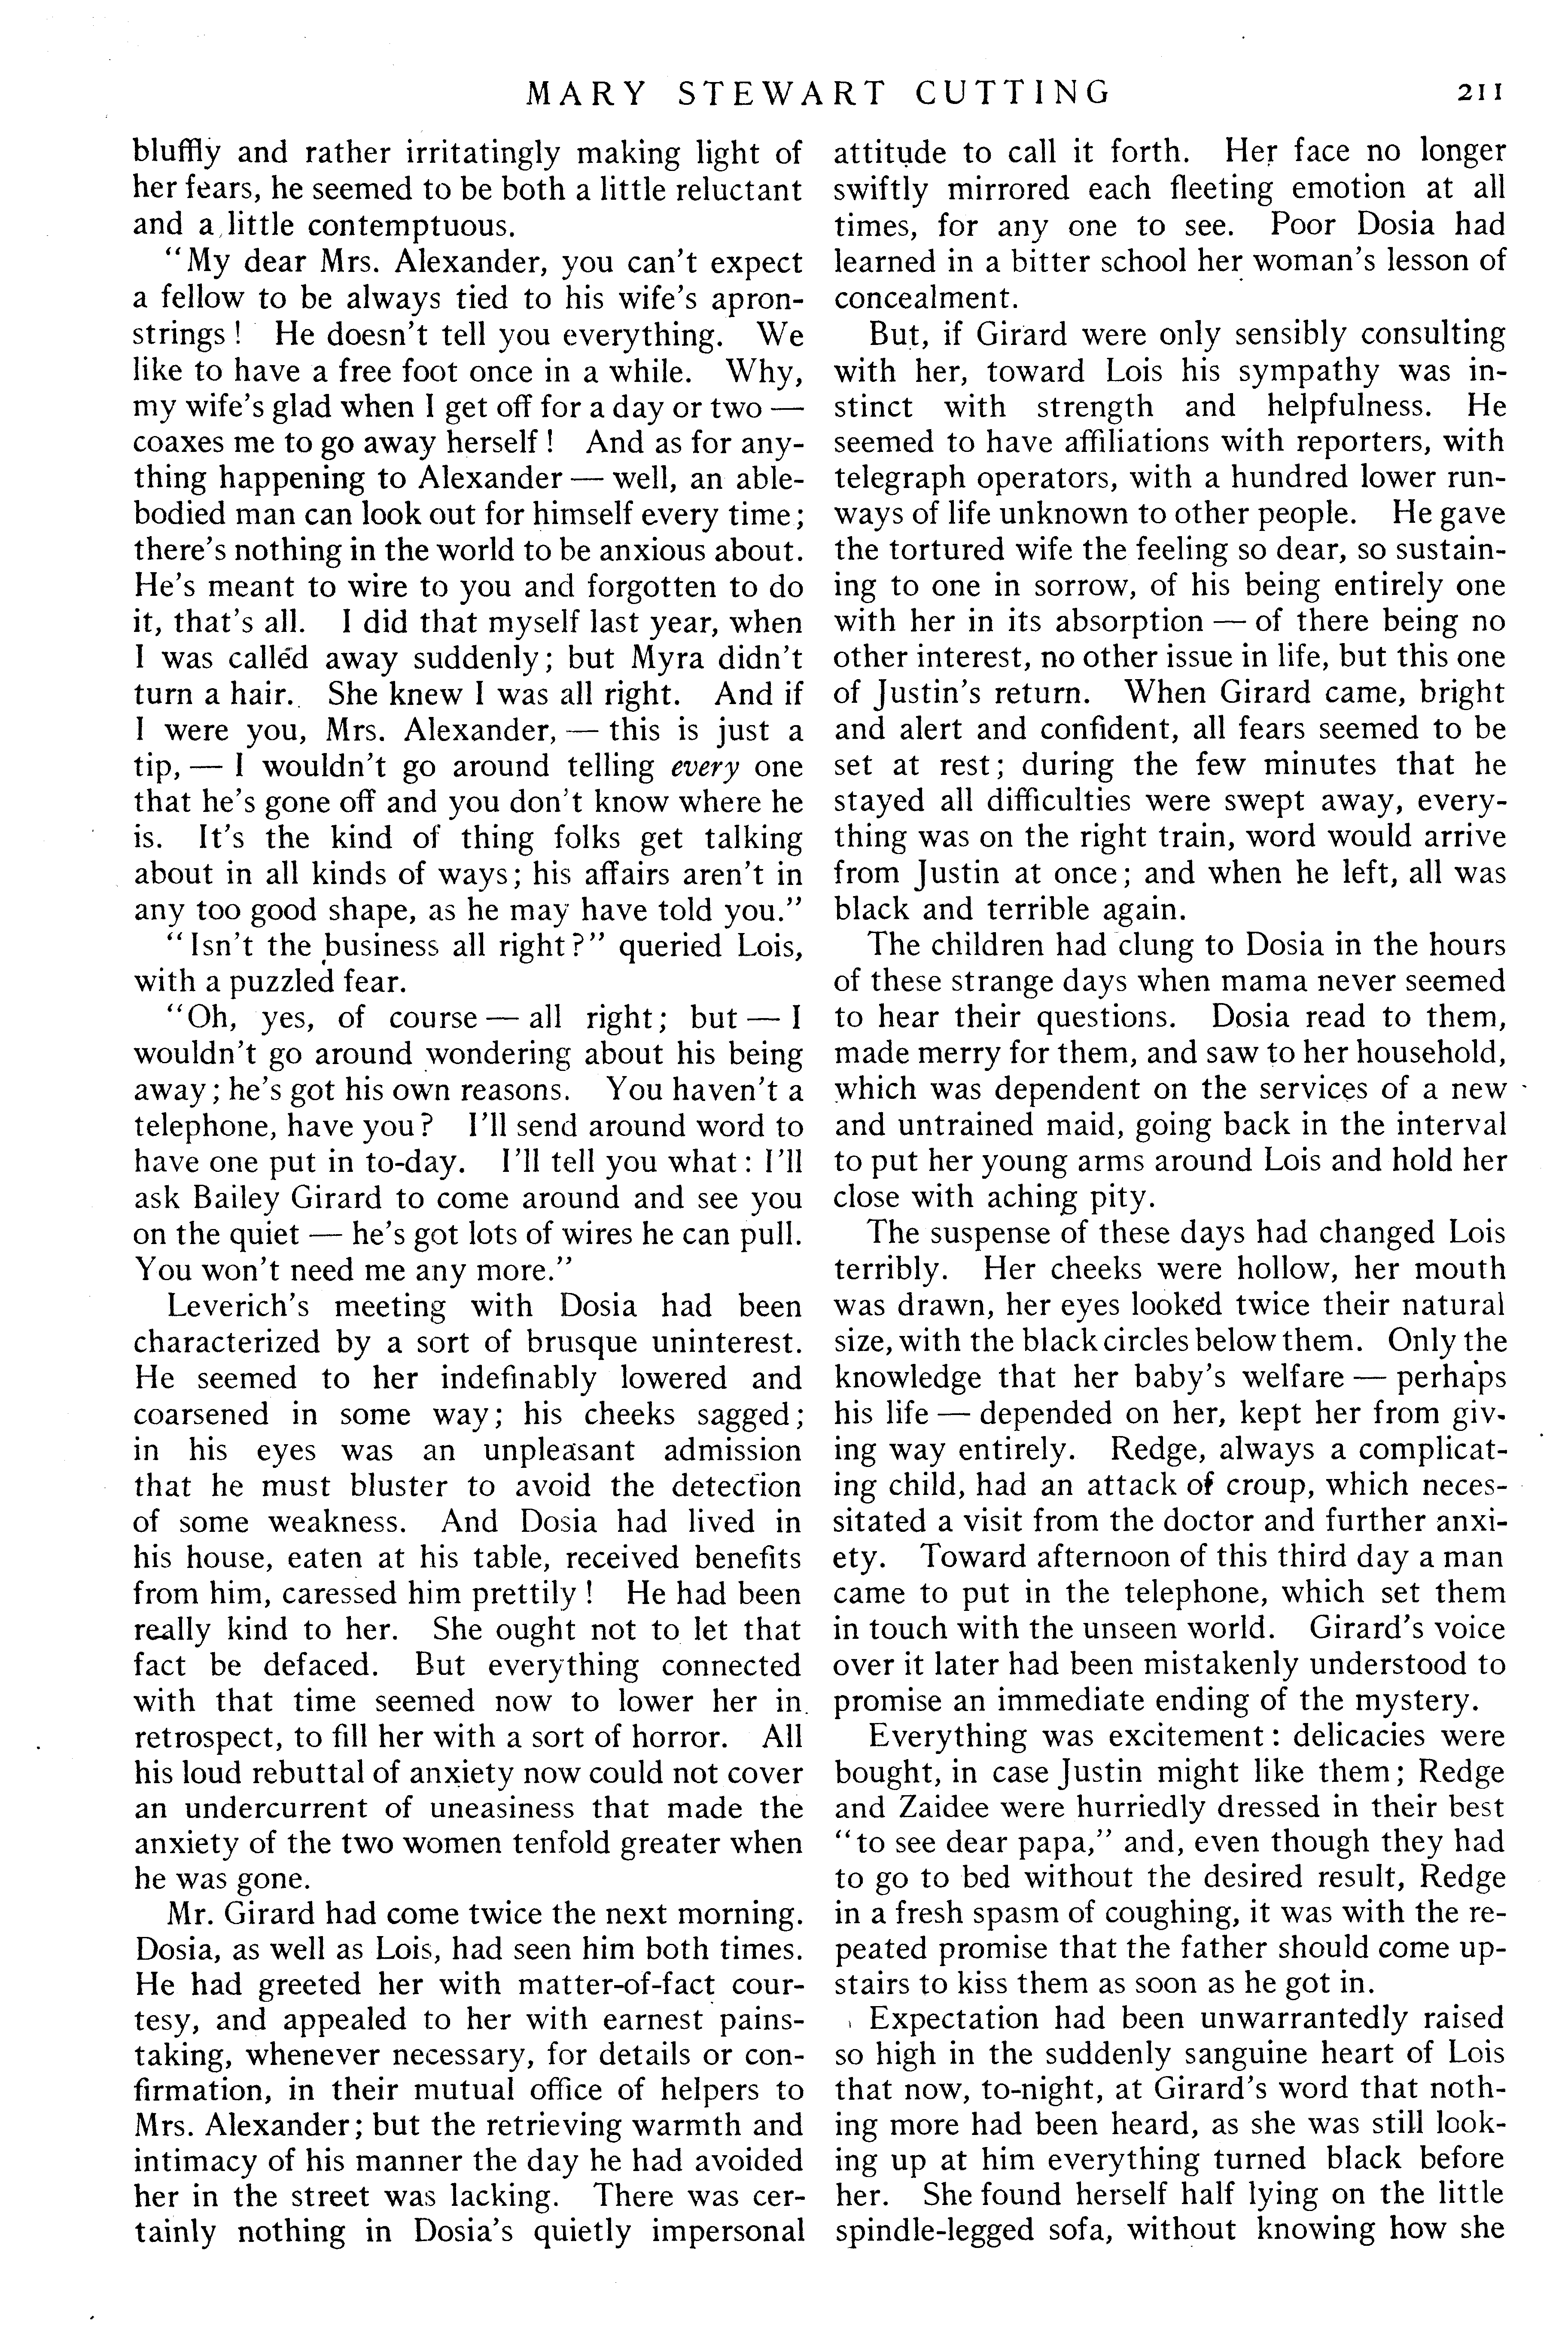 MARY STEWART CUTTING
211
bluffly and rather irritatingly making light of
her fears, he seemed to be both a little reluctant
and a little contemptuous.
"My dear Mrs. Alexander, you can't expect
a fellow to be always tied to his wife's apron-
strings! He doesn't tell you everything. We
like to have a free foot once in a while. Why,
my wife's glad when I get off for a day or two —
coaxes me to go away herself! And as for any-
thing happening to Alexander — well, an able-
bodied man can look out for himself every time;
there's nothing in the world to be anxious about.
He's meant to wire to you and forgotten to do
it, that's all. I did that myself last year, when
I was called away suddenly; but Myra didn't
turn a hair. She knew I was all right. And if
I were you, Mrs. Alexander, — this is just a
tip, — I wouldn't go around telling every one
that he's gone off and you don't know where he
is. It's the kind of thing folks get talking
about in all kinds of ways; his affairs aren't in
any too good shape, as he may have told you."
"Isn't the business all right?" queried Lois,
with a puzzled fear.
"Oh, yes, of course — all right; but — I
wouldn't go around wondering about his being
away; he's got his own reasons. You haven't a
telephone, have you? I'll send around word to
have one put in to-day. I'll tell you what: I'll
ask Bailey Girard to come around and see you
on the quiet — he's got lots of wires he can pull.
You won't need me any more."
Leverich's meeting with Dosia had been
characterized by a sort of brusque uninterest.
He seemed to her indefinably lowered and
coarsened in some way; his cheeks sagged;
in his eyes was an unpleasant admission
that he must bluster to avoid the detection
of some weakness. And Dosia had lived in
his house, eaten at his table, received benefits
from him, caressed him prettily! He had been
really kind to her. She ought not to let that
fact be defaced. But everything connected
with that time seemed now to lower her in
retrospect, to fill her with a sort of horror. All
his loud rebuttal of anxiety now could not cover
an undercurrent of uneasiness that made the
anxiety of the two women tenfold greater when
he was gone.
Mr. Girard had come twice the next morning.
Dosia, as well as Lois, had seen him both times.
He had greeted her with matter-of-fact cour-
tesy, and appealed to her with earnest pains-
taking, whenever necessary, for details or con-
firmation, in their mutual office of helpers to
Mrs. Alexander; but the retrieving warmth and
intimacy of his manner the day he had avoided
her in the street was lacking. There was cer-
tainly nothing in Dosia's quietly impersonal
attitude to call it forth. Her face no longer
swiftly mirrored each fleeting emotion at all
times, for any one to see. Poor Dosia had
learned in a bitter school her woman's lesson of
concealment.
But, if Girard were only sensibly consulting
with her, toward Lois his sympathy was in-
stinct with strength and helpfulness. He
seemed to have affiliations with reporters, with
telegraph operators, with a hundred lower run-
ways of life unknown to other people. He gave
the tortured wife the feeling so dear, so sustain-
ing to one in sorrow, of his being entirely one
with her in its absorption — of there being no
other interest, no other issue in life, but this one
of Justin's return. When Girard came, bright
and alert and confident, all fears seemed to be
set at rest; during the few minutes that he
stayed all difficulties were swept away, every-
thing was on the right train, word would arrive
from Justin at once; and when he left, all was
black and terrible again.
The children had clung to Dosia in the hours
of these strange days when mama never seemed
to hear their questions. Dosia read to them,
made merry for them, and saw to her household,
which was dependent on the services of a new
and untrained maid, going back in the interval
to put her young arms around Lois and hold her
close with aching pity.
The suspense of these days had changed Lois
terribly. Her cheeks were hollow, her mouth
was drawn, her eyes looked twice their natural
size, with the black circles below them. Only the
knowledge that her baby's welfare — perhaps
his life — depended on her, kept her from giv-
ing way entirely. Redge, always a complicat-
ing child, had an attack of croup, which neces-
sitated a visit from the doctor and further anxi-
ety. Toward afternoon of this third day a man
came to put in the telephone, which set them
in touch with the unseen world. Girard's voice
over it later had been mistakenly understood to
promise an immediate ending of the mystery.
Everything was excitement: delicacies were
bought, in case Justin might like them; Redge
and Zaidee were hurriedly dressed in their best
"to see dear papa," and, even though they had
to go to bed without the desired result, Redge
in a fresh spasm of coughing, it was with the re-
peated promise that the father should come up-
stairs to kiss them as soon as he got in.
Expectation had been unwarrantedly raised
so high in the suddenly sanguine heart of Lois
that now, to-night, at Girard's word that noth-
ing more had been heard, as she was still look-
ing up at him everything turned black before
her. She found herself half lying on the little
spindle-legged sofa, without knowing how she